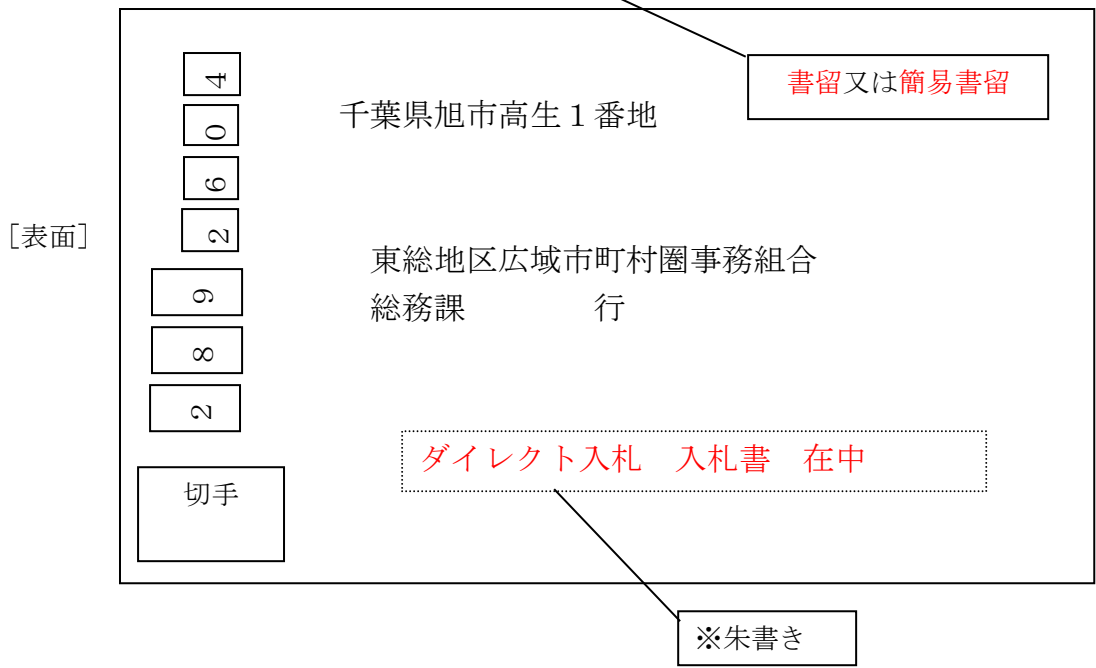 書留又は簡易書留
2892604
千葉県旭市高生１番地
［表面］
東総地区広域市町村圏事務組合
総務課　　　　行
ダイレクト入札　入札書　在中
切手
※朱書き